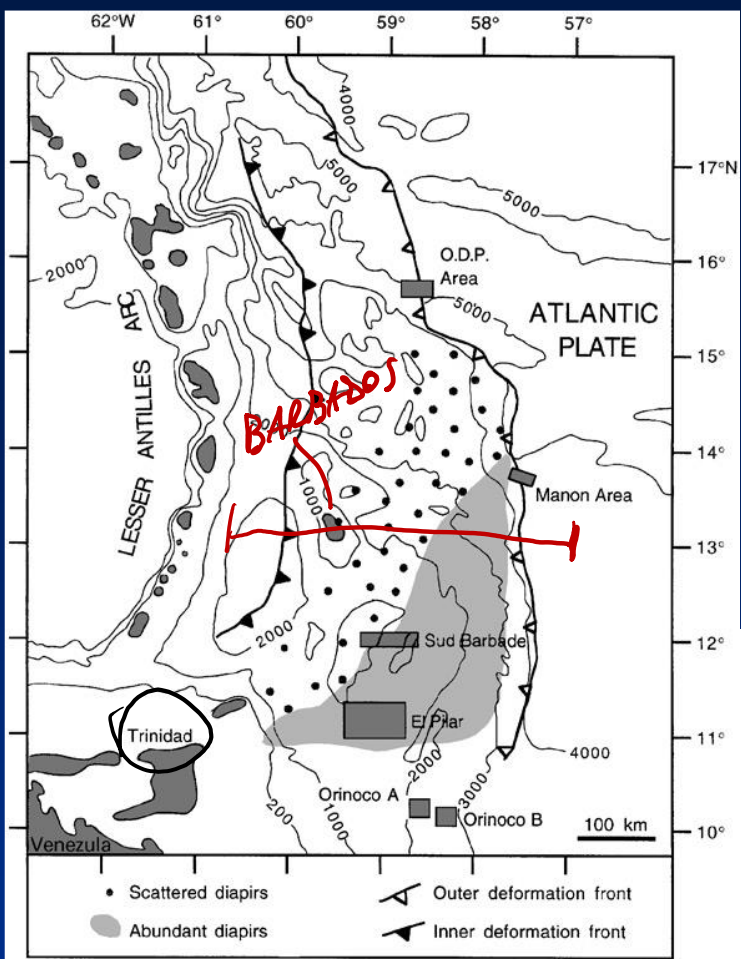 62°W 61° 60° 59° 58° 57°
4000
5000
17°N
5000
16°
2000
O.D.P.
Area
5000
ATLANTIC
PLATE
LESSER ANTILLES ARC
15°
BARBADOS
14°
1000
Manon Area
13°
2000
Sud Barbade
12°
Trinidad
El Pilar
11°
4000
2000
3000
Orinoco A
200
1000
Orinoco B
10°
100 km
Venezula
Scattered diapirs
Outer deformation front
Abundant diapirs
Inner deformation front